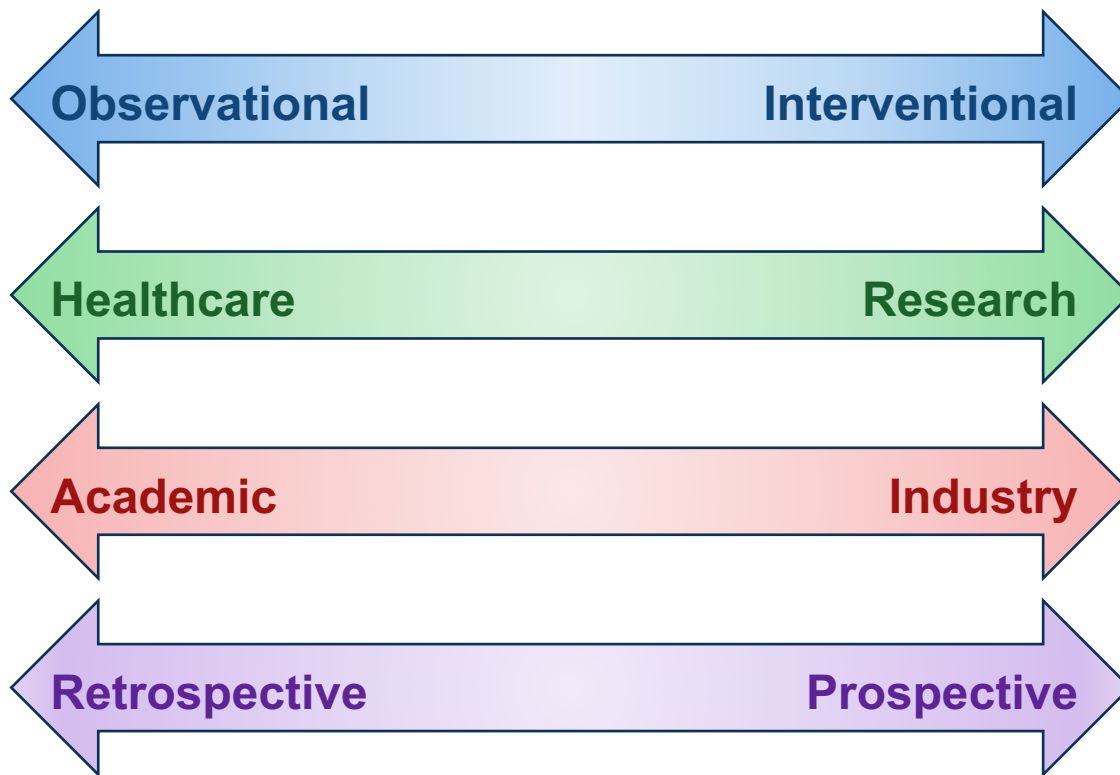 Observational Interventional
Healthcare Research
Academic Industry
Retrospective Prospective